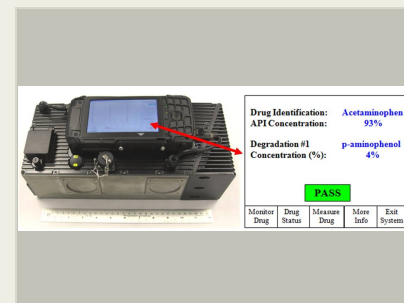 Drug Identification: Acetaminophen
API Concentration: 93%
Degradation #1 p-aminophenol
Concentration (%): 4%
PASS
Monitor Drug
Drug Status
Measure Drug
More Info
Exit System